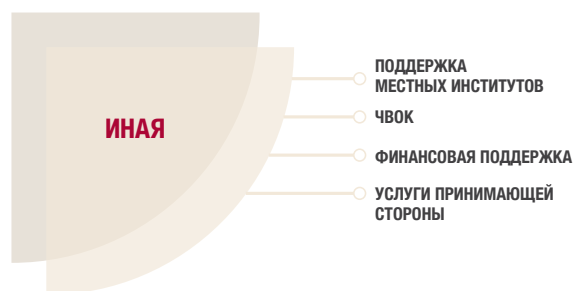 ИНАЯ
ПОДДЕРЖКА
МЕСТНЫХ ИНСТИТУТОВ
ЧВОК
ФИНАНСОВАЯ ПОДДЕРЖКА
УСЛУГИ ПРИНИМАЮЩЕЙ
СТОРОНЫ